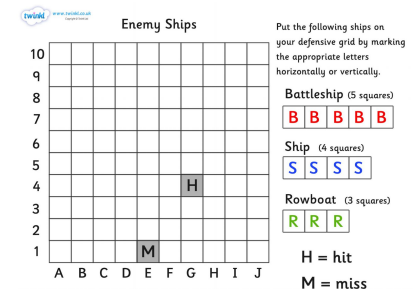 twinkl www.twinkl.co.uk
Enemy Ships
Put the following ships on
your defensive grid by marking
the appropriate letters
horizontally or vertically.
10
9
8
7
6
5
4 H
3
2
1 M
A B C D E F G H I J
Battleship (5 squares)
B B B B B
Ship (4 squares)
S S S S
Rowboat (3 squares)
R R R
H = hit
M = miss